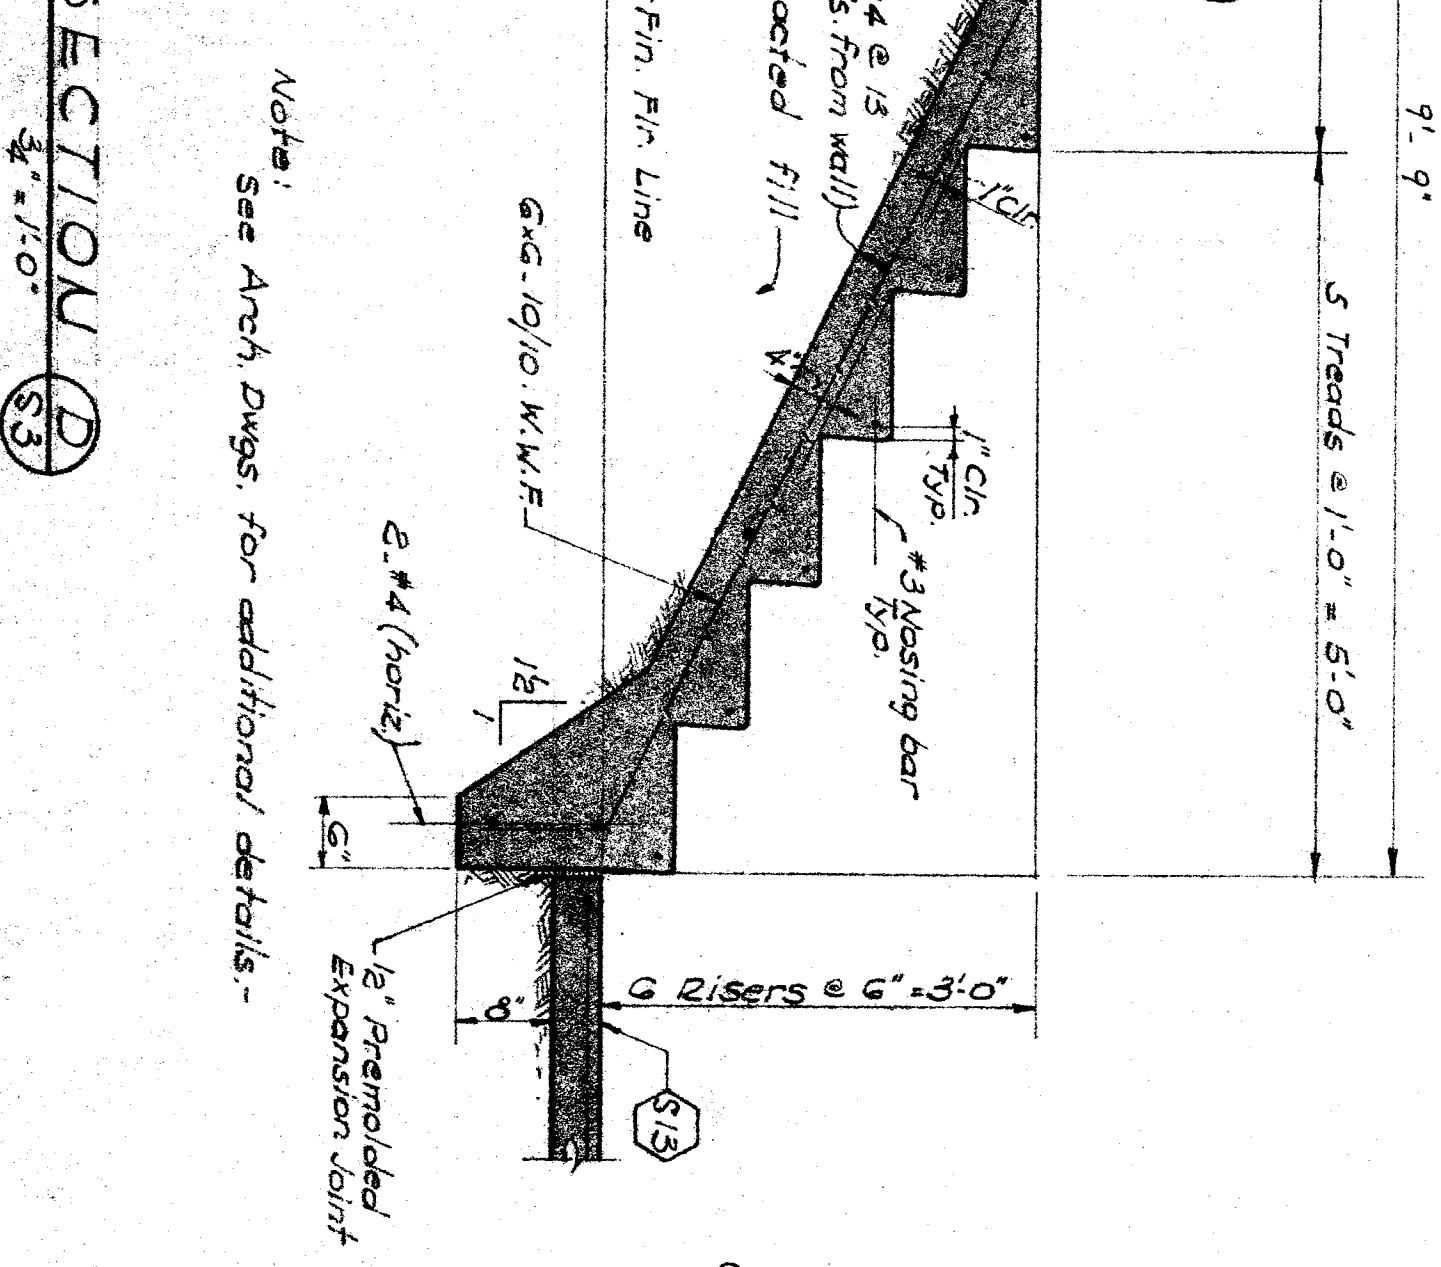 9'- 9"
5 Treads @ 1'-0" = 5'-0"
1" Clr.
1" Clr.
Typ.
#3 Nosing bar
Typ.
4 @ 13
s. from wall)
acted fill
4"
Fin. Flr. Line
6 Risers @ 6" = 3'-0"
S13
6x6-10/10. W.W.F.
1½
1
8"
2-#4 (horiz.)
6"
½" Premolded
Expansion Joint
Note:
See Arch. Dwgs. for additional details.-
SECTION D
¾" = 1'-0"
S3